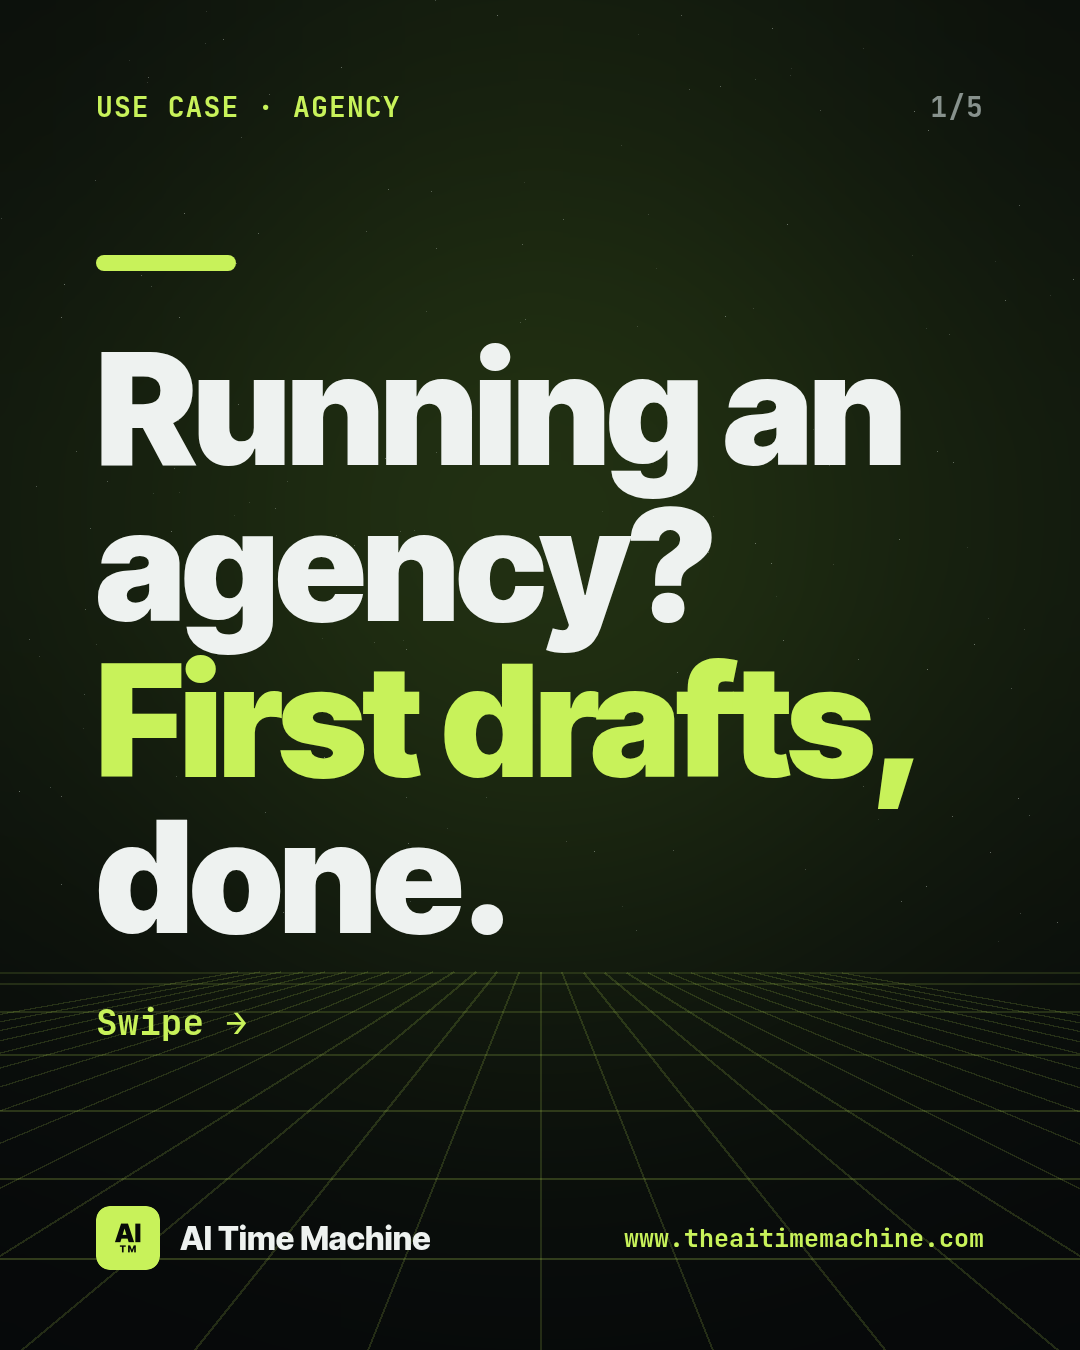 USE CASE · AGENCY
1/5
Running an
agency?
First drafts,
done.
Swipe →
AI
TM
AI Time Machine
www.theaitimemachine.com